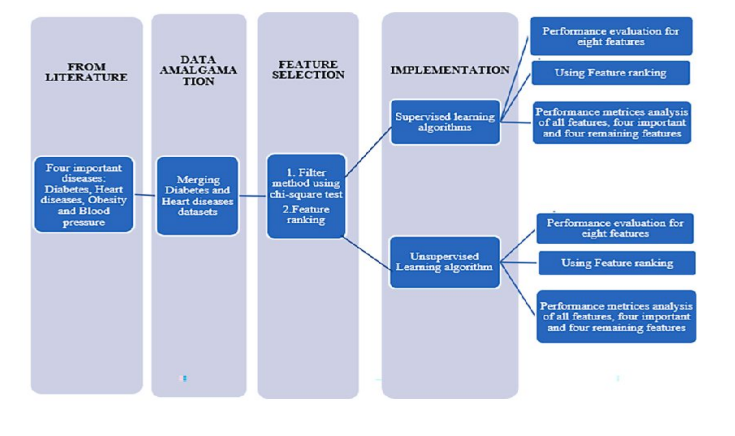 FROM
LITERATURE
Four important
diseases:
Diabetes, Heart
diseases, Obesity
and Blood
pressure
DATA
AMALGAMA
TION
Merging
Diabetes and
Heart diseases
datasets
FEATURE
SELECTION
1. Filter
method using
chi-square test
2.Feature
ranking
IMPLEMENTATION
Supervised learning
algorithms
Performance evaluation for
eight features
Using Feature ranking
Performance metrices analysis
of all features, four important
and four remaining features
Unsupervised
Learning algorithm
Performance evaluation for
eight features
Using Feature ranking
Performance metrices analysis
of all features, four important
and four remaining features